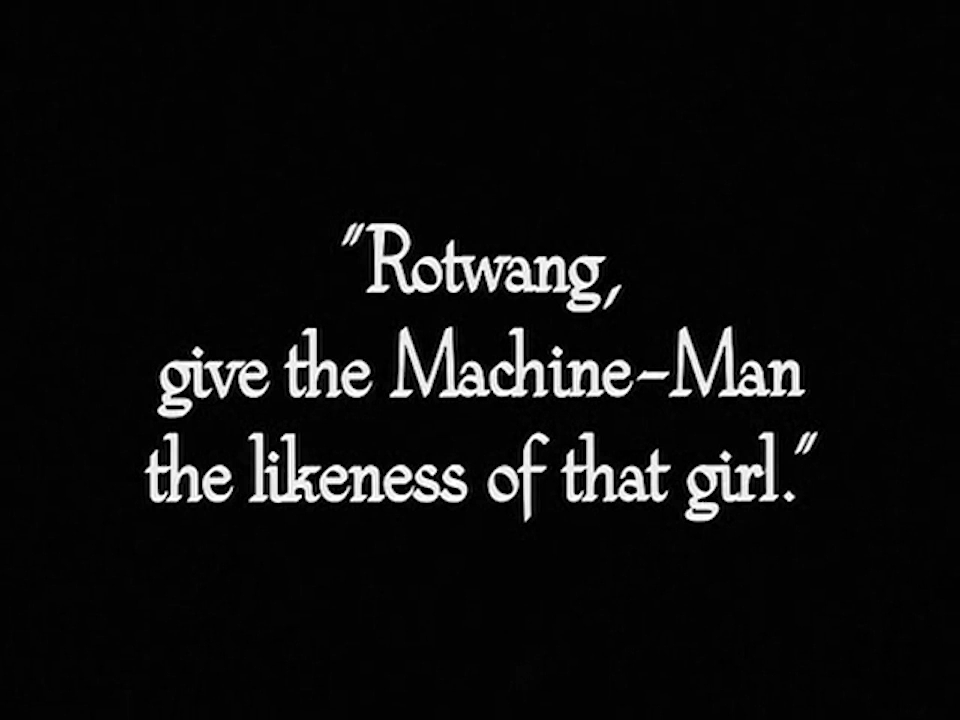 "Rotwang,
give the Machine-Man
the likeness of that girl."